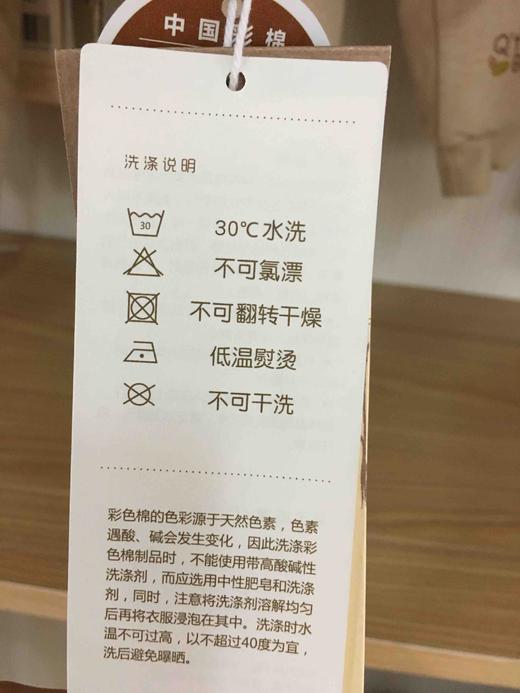 中国彩棉
洗涤说明
30
30℃水洗
不可氯漂
不可翻转干燥
低温熨烫
不可干洗
彩色棉的色彩源于天然色素，色素
遇酸、碱会发生变化，因此洗涤彩
色棉制品时，不能使用带高酸碱性
洗涤剂，而应选用中性肥皂和洗涤
剂，同时，注意将洗涤剂溶解均匀
后再将衣服浸泡在其中。洗涤时水
温不可过高，以不超过40度为宜，
洗后避免曝晒。